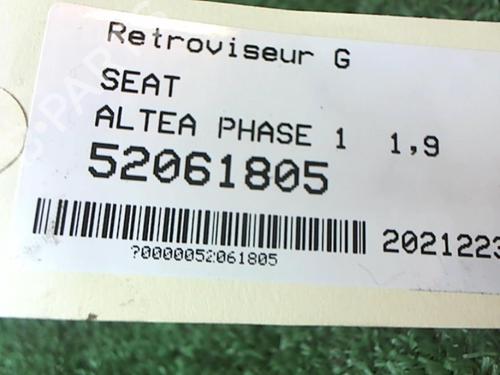 Retroviseur G
SEAT
ALTEA PHASE 1 1,9
52061805
2021223
?0000052061805